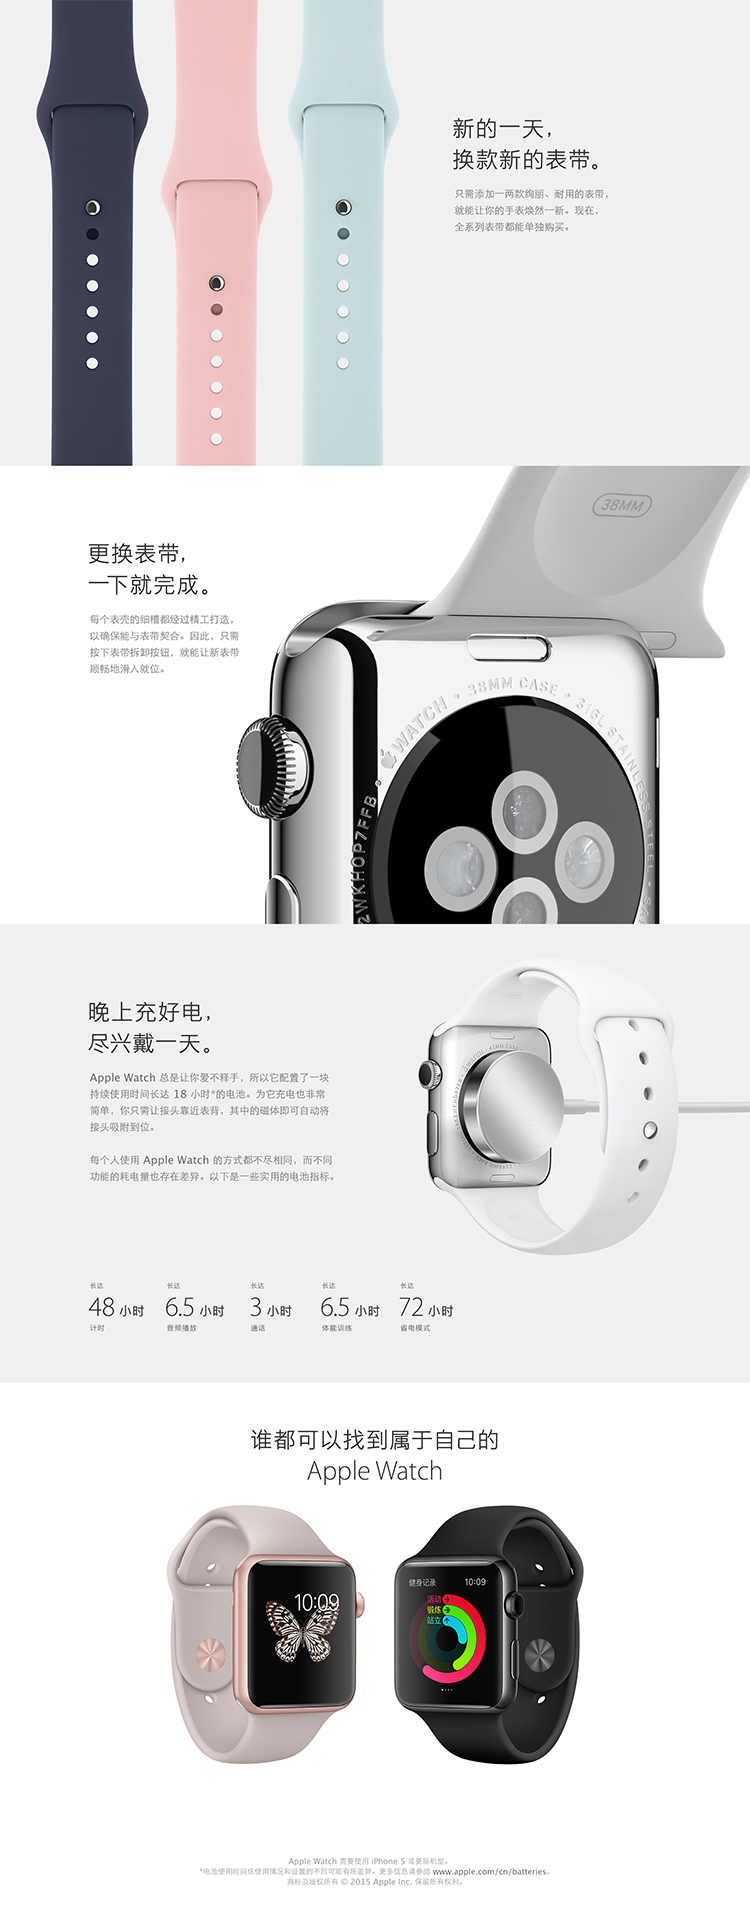 新的一天，
换款新的表带。
只需添加一两款绚丽、耐用的表带，
就能让你的手表焕然一新。现在，
全系列表带都能单独购买。
38MM
更换表带，
一下就完成。
每个表壳的细槽都经过精工打造，
以确保能与表带契合。因此，只需
按下表带拆卸按钮，就能让新表带
顺畅地滑入就位。
2WKHOP7FFB • WATCH • 38MM CASE • 316L STAINLESS STEEL • SA
晚上充好电，
尽兴戴一天。
Apple Watch 总是让你爱不释手，所以它配置了一块
持续使用时间长达 18 小时*的电池。为它充电也非常
简单，你只需让接头靠近表背，其中的磁体即可自动将
接头吸附到位。
每个人使用 Apple Watch 的方式都不尽相同，而不同
功能的耗电量也存在差异。以下是一些实用的电池指标。
长达 长达 长达 长达 长达
48 小时 6.5 小时 3 小时 6.5 小时 72 小时
计时 音频播放 通话 体能训练 省电模式
谁都可以找到属于自己的
Apple Watch
10:09
健身记录 10:09
活动
锻炼
站立
Apple Watch 需要使用 iPhone 5 或更新机型。
*电池使用时间依使用情况和设置的不同可能有所差异。更多信息请参阅 www.apple.com/cn/batteries。
商标及版权所有 © 2015 Apple Inc. 保留所有权利。